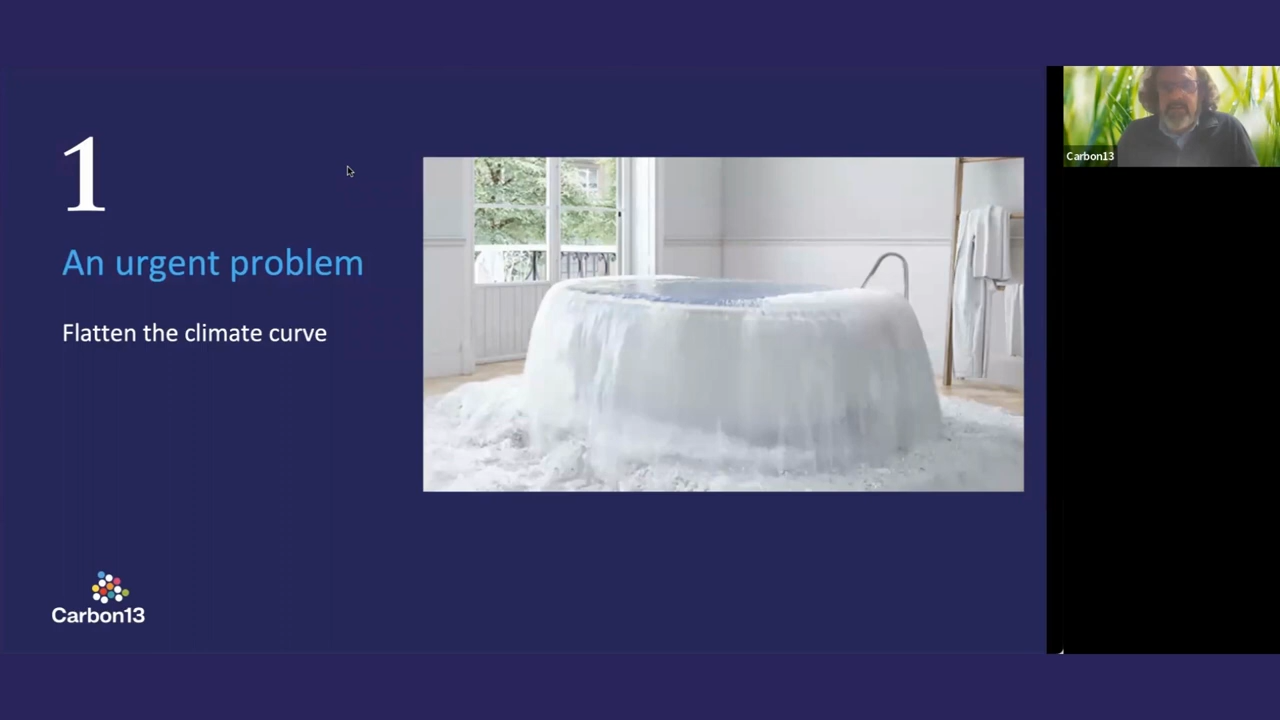 1
An urgent problem
Flatten the climate curve
Carbon13
Carbon13